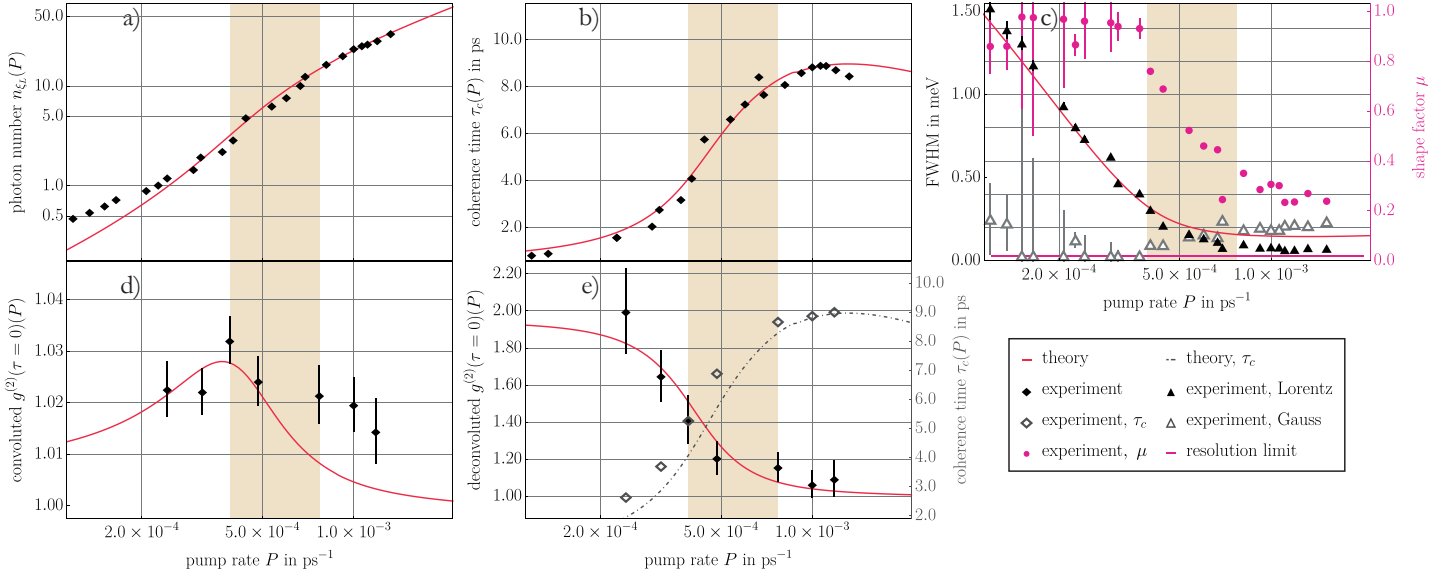 a)
50.0
10.0
5.0
1.0
0.5
photon number n_{ξ_L}(P)
b)
10.0
8.0
6.0
4.0
2.0
coherence time τ_c(P) in ps
c)
1.50
1.00
0.50
0.00
FWHM in meV
1.0
0.8
0.6
0.4
0.2
0.0
shape factor μ
2.0 × 10⁻⁴ 5.0 × 10⁻⁴ 1.0 × 10⁻³
pump rate P in ps⁻¹
d)
1.04
1.03
1.02
1.01
1.00
convoluted g⁽²⁾(τ = 0)(P)
2.0 × 10⁻⁴ 5.0 × 10⁻⁴ 1.0 × 10⁻³
pump rate P in ps⁻¹
e)
2.20
2.00
1.80
1.60
1.40
1.20
1.00
deconvoluted g⁽²⁾(τ = 0)(P)
10.0
9.0
8.0
7.0
6.0
5.0
4.0
3.0
2.0
coherence time τ_c(P) in ps
2.0 × 10⁻⁴ 5.0 × 10⁻⁴ 1.0 × 10⁻³
pump rate P in ps⁻¹
theory theory, τ_c
experiment experiment, Lorentz
experiment, τ_c experiment, Gauss
experiment, μ resolution limit